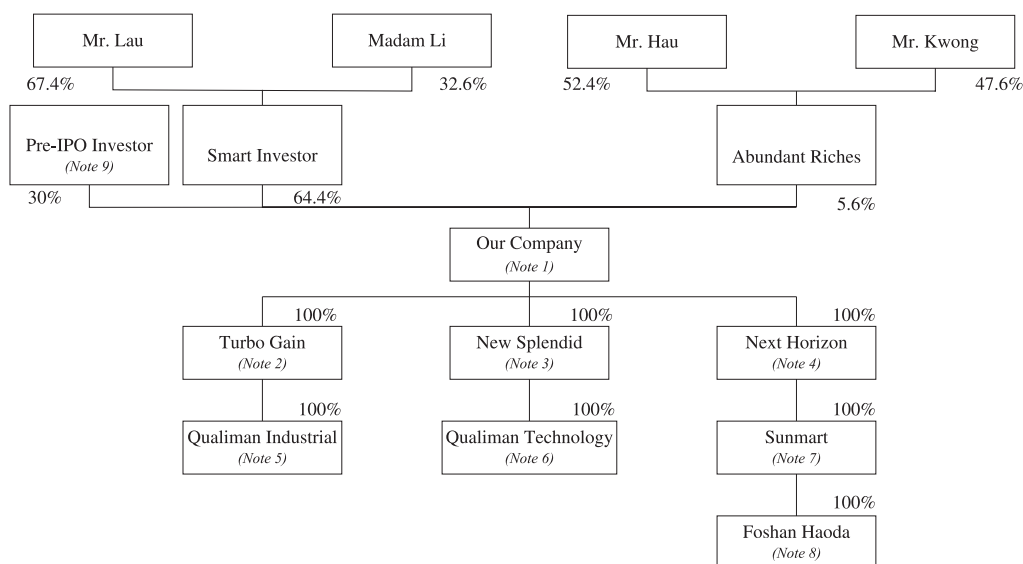 Mr. Lau
Madam Li
Mr. Hau
Mr. Kwong
67.4%
32.6%
52.4%
47.6%
Pre-IPO Investor
(Note 9)
Smart Investor
Abundant Riches
30%
64.4%
5.6%
Our Company
(Note 1)
100%
100%
100%
Turbo Gain
(Note 2)
New Splendid
(Note 3)
Next Horizon
(Note 4)
100%
100%
100%
Qualiman Industrial
(Note 5)
Qualiman Technology
(Note 6)
Sunmart
(Note 7)
100%
Foshan Haoda
(Note 8)